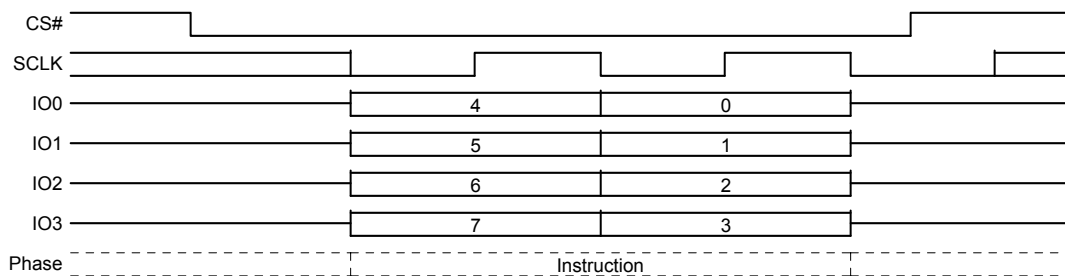 CS#
SCLK
IO0 4 0
IO1 5 1
IO2 6 2
IO3 7 3
Phase Instruction